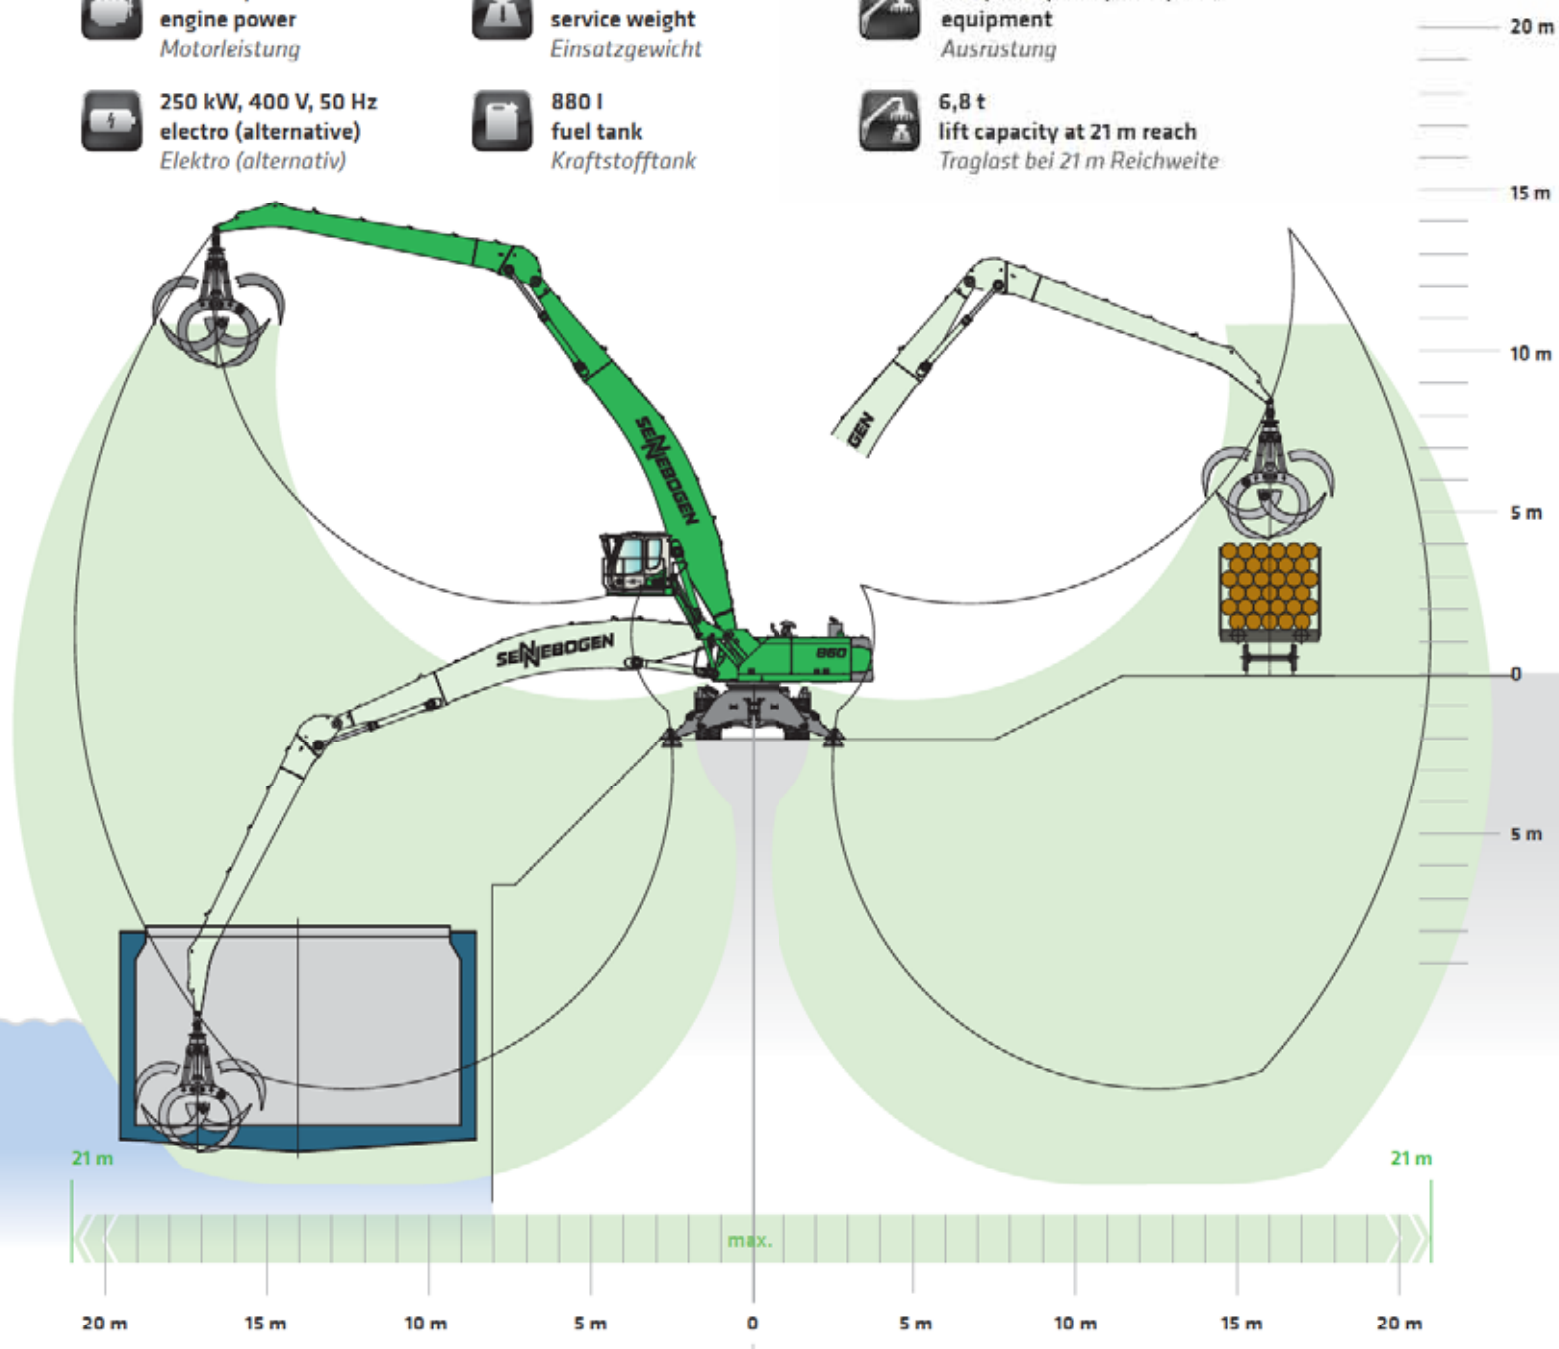 engine power
Motorleistung
service weight
Einsatzgewicht
equipment
Ausrüstung
250 kW, 400 V, 50 Hz
electro (alternative)
Elektro (alternativ)
880 l
fuel tank
Kraftstofftank
6,8 t
lift capacity at 21 m reach
Traglast bei 21 m Reichweite
20 m
15 m
10 m
5 m
0
5 m
GEN
SENNEBOGEN
SENNEBOGEN
860
21 m
21 m
max.
20 m
15 m
10 m
5 m
0
5 m
10 m
15 m
20 m